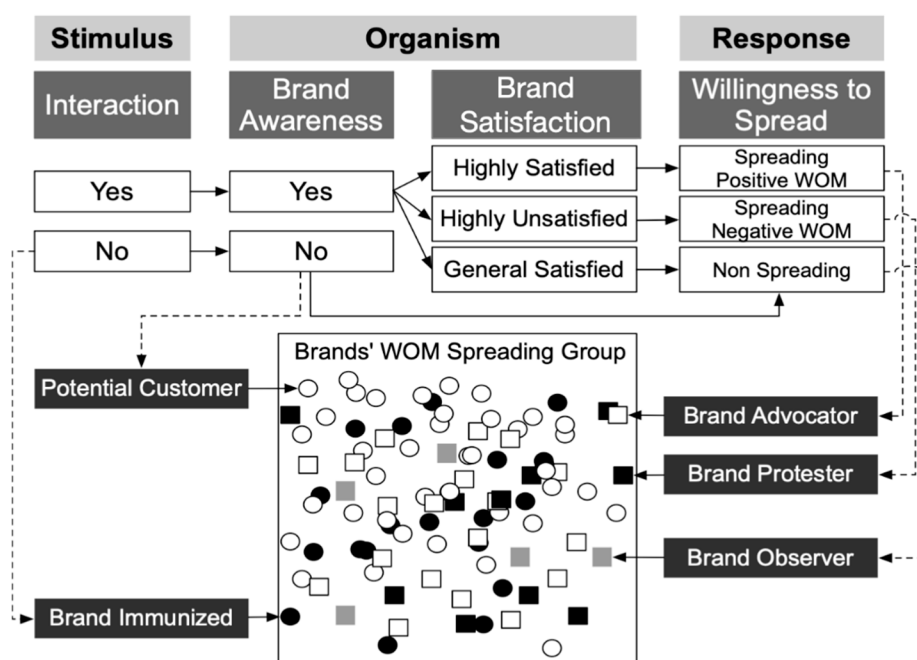 Stimulus
Organism
Response
Interaction
Brand
Awareness
Brand
Satisfaction
Willingness to
Spread
Yes
Yes
Highly Satisfied
Spreading
Positive WOM
Highly Unsatisfied
Spreading
Negative WOM
No
No
General Satisfied
Non Spreading
Brands' WOM Spreading Group
Potential Customer
Brand Advocator
Brand Protester
Brand Observer
Brand Immunized